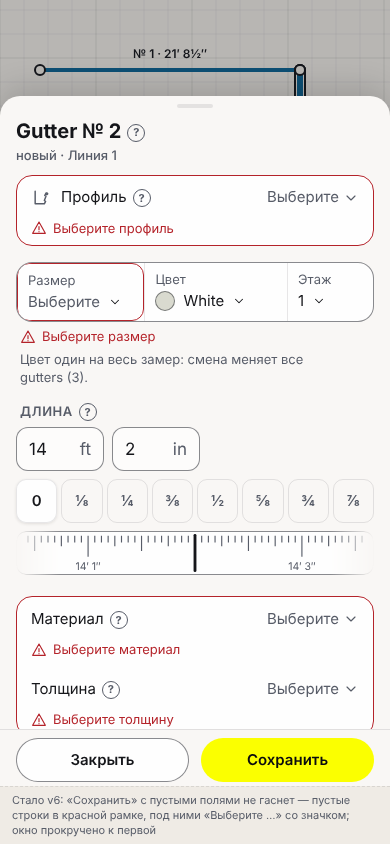 № 1 · 21′ 8½″
Gutter № 2 ?
новый · Линия 1
Профиль ? Выберите
Выберите профиль
Размер Цвет Этаж
Выберите White 1
Выберите размер
Цвет один на весь замер: смена меняет все
gutters (3).
ДЛИНА ?
14 ft 2 in
0 ⅛ ¼ ⅜ ½ ⅝ ¾ ⅞
14′ 1″ 14′ 3″
Материал ? Выберите
Выберите материал
Толщина ? Выберите
Выберите толщину
Закрыть Сохранить
Стало v6: «Сохранить» с пустыми полями не гаснет — пустые
строки в красной рамке, под ними «Выберите ...» со значком;
окно прокручено к первой